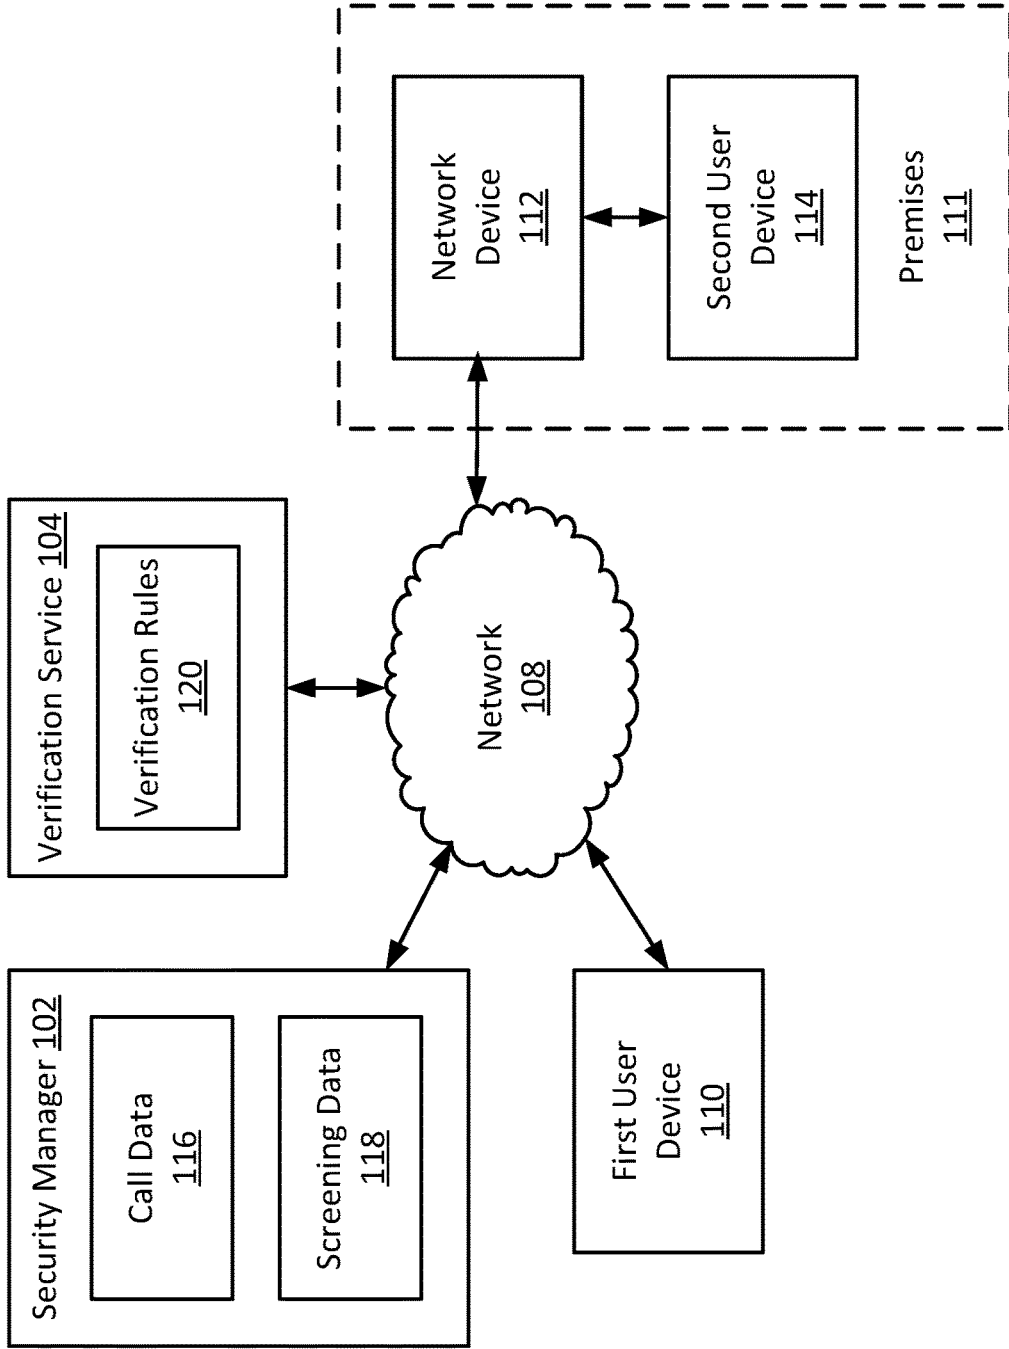 Security Manager 102
Call Data
116
Screening Data
118
Verification Service 104
Verification Rules
120
Network
108
First User
Device
110
Network
Device
112
Second User
Device
114
Premises
111